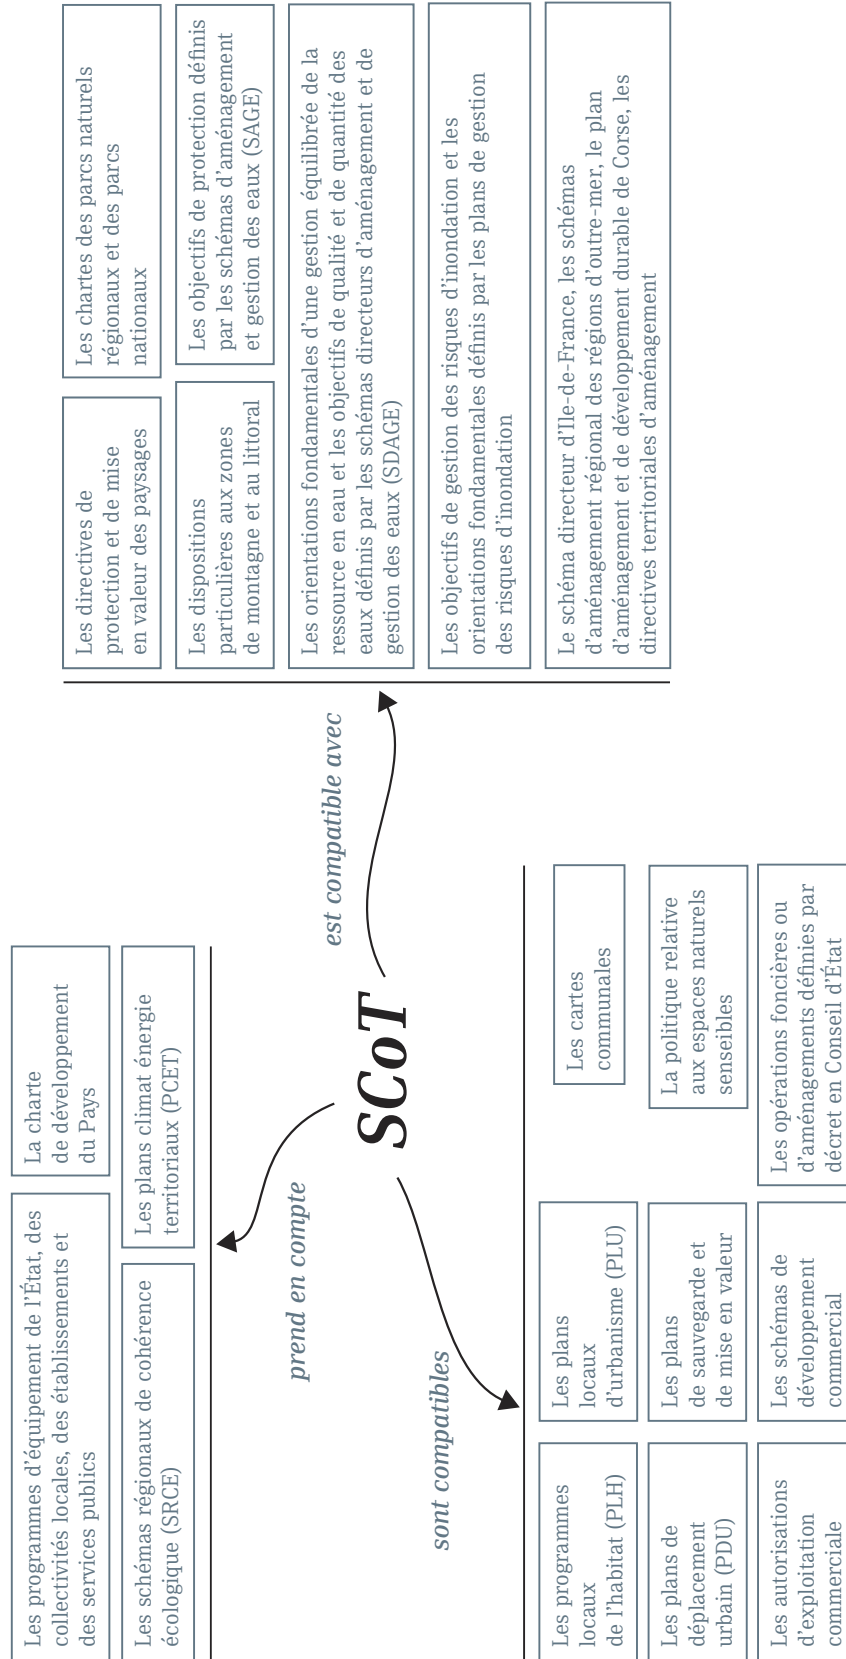 Les programmes d'équipement de l'État, des
collectivités locales, des établissements et
des services publics
La charte
de développement
du Pays
Les schémas régionaux de cohérence
écologique (SRCE)
Les plans climat énergie
territoriaux (PCET)
prend en compte
SCoT
est compatible avec
Les directives de
protection et de mise
en valeur des paysages
Les chartes des parcs naturels
régionaux et des parcs
nationaux
Les dispositions
particulières aux zones
de montagne et au littoral
Les objectifs de protection définis
par les schémas d'aménagement
et gestion des eaux (SAGE)
Les orientations fondamentales d'une gestion équilibrée de la
ressource en eau et les objectifs de qualité et de quantité des
eaux définis par les schémas directeurs d'aménagement et de
gestion des eaux (SDAGE)
Les objectifs de gestion des risques d'inondation et les
orientations fondamentales définis par les plans de gestion
des risques d'inondation
Le schéma directeur d'Ile-de-France, les schémas
d'aménagement régional des régions d'outre-mer, le plan
d'aménagement et de développement durable de Corse, les
directives territoriales d'aménagement
sont compatibles
Les programmes
locaux
de l'habitat (PLH)
Les plans
locaux
d'urbanisme (PLU)
Les cartes
communales
Les plans de
déplacement
urbain (PDU)
Les plans
de sauvegarde et
de mise en valeur
La politique relative
aux espaces naturels
senseibles
Les autorisations
d'exploitation
commerciale
Les schémas de
développement
commercial
Les opérations foncières ou
d'aménagements définies par
décret en Conseil d'État